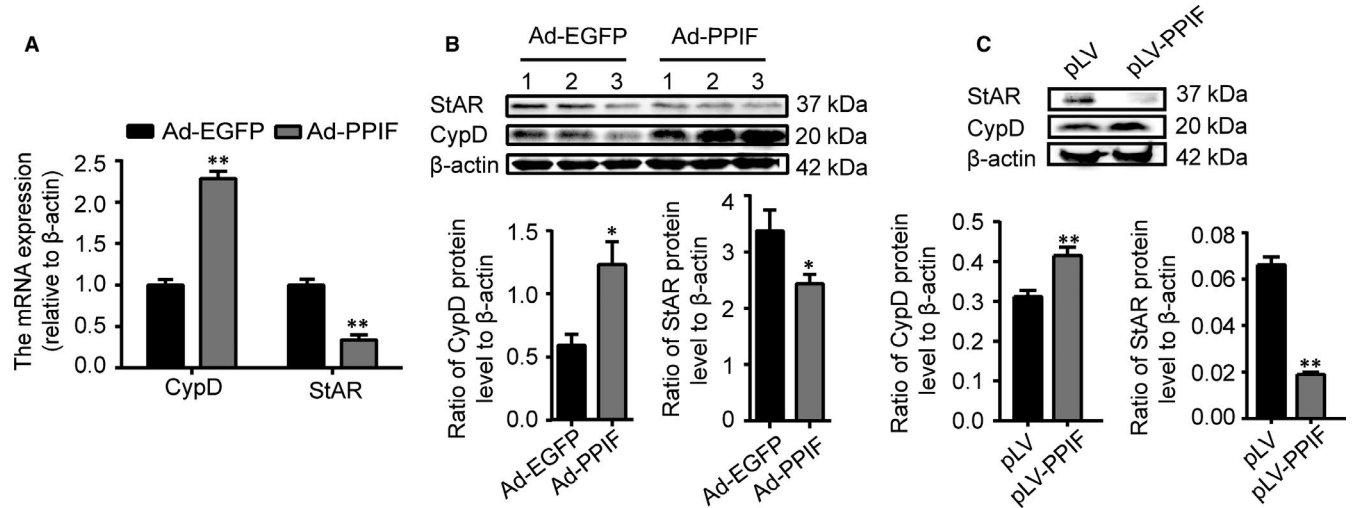 A
Ad-EGFP Ad-PPIF
The mRNA expression
(relative to β-actin)
2.5
2.0
1.5
1.0
0.5
0.0
**
**
CypD StAR
B
Ad-EGFP Ad-PPIF
1 2 3 1 2 3
StAR 37 kDa
CypD 20 kDa
β-actin 42 kDa
Ratio of CypD protein
level to β-actin
1.5
1.0
0.5
0.0
*
Ad-EGFP
Ad-PPIF
Ratio of StAR protein
level to β-actin
4
3
2
1
0
*
Ad-EGFP
Ad-PPIF
C
pLV pLV-PPIF
StAR 37 kDa
CypD 20 kDa
β-actin 42 kDa
Ratio of CypD protein
level to β-actin
0.5
0.4
0.3
0.2
0.1
0.0
**
pLV
pLV-PPIF
Ratio of StAR protein
level to β-actin
0.08
0.06
0.04
0.02
0.00
**
pLV
pLV-PPIF